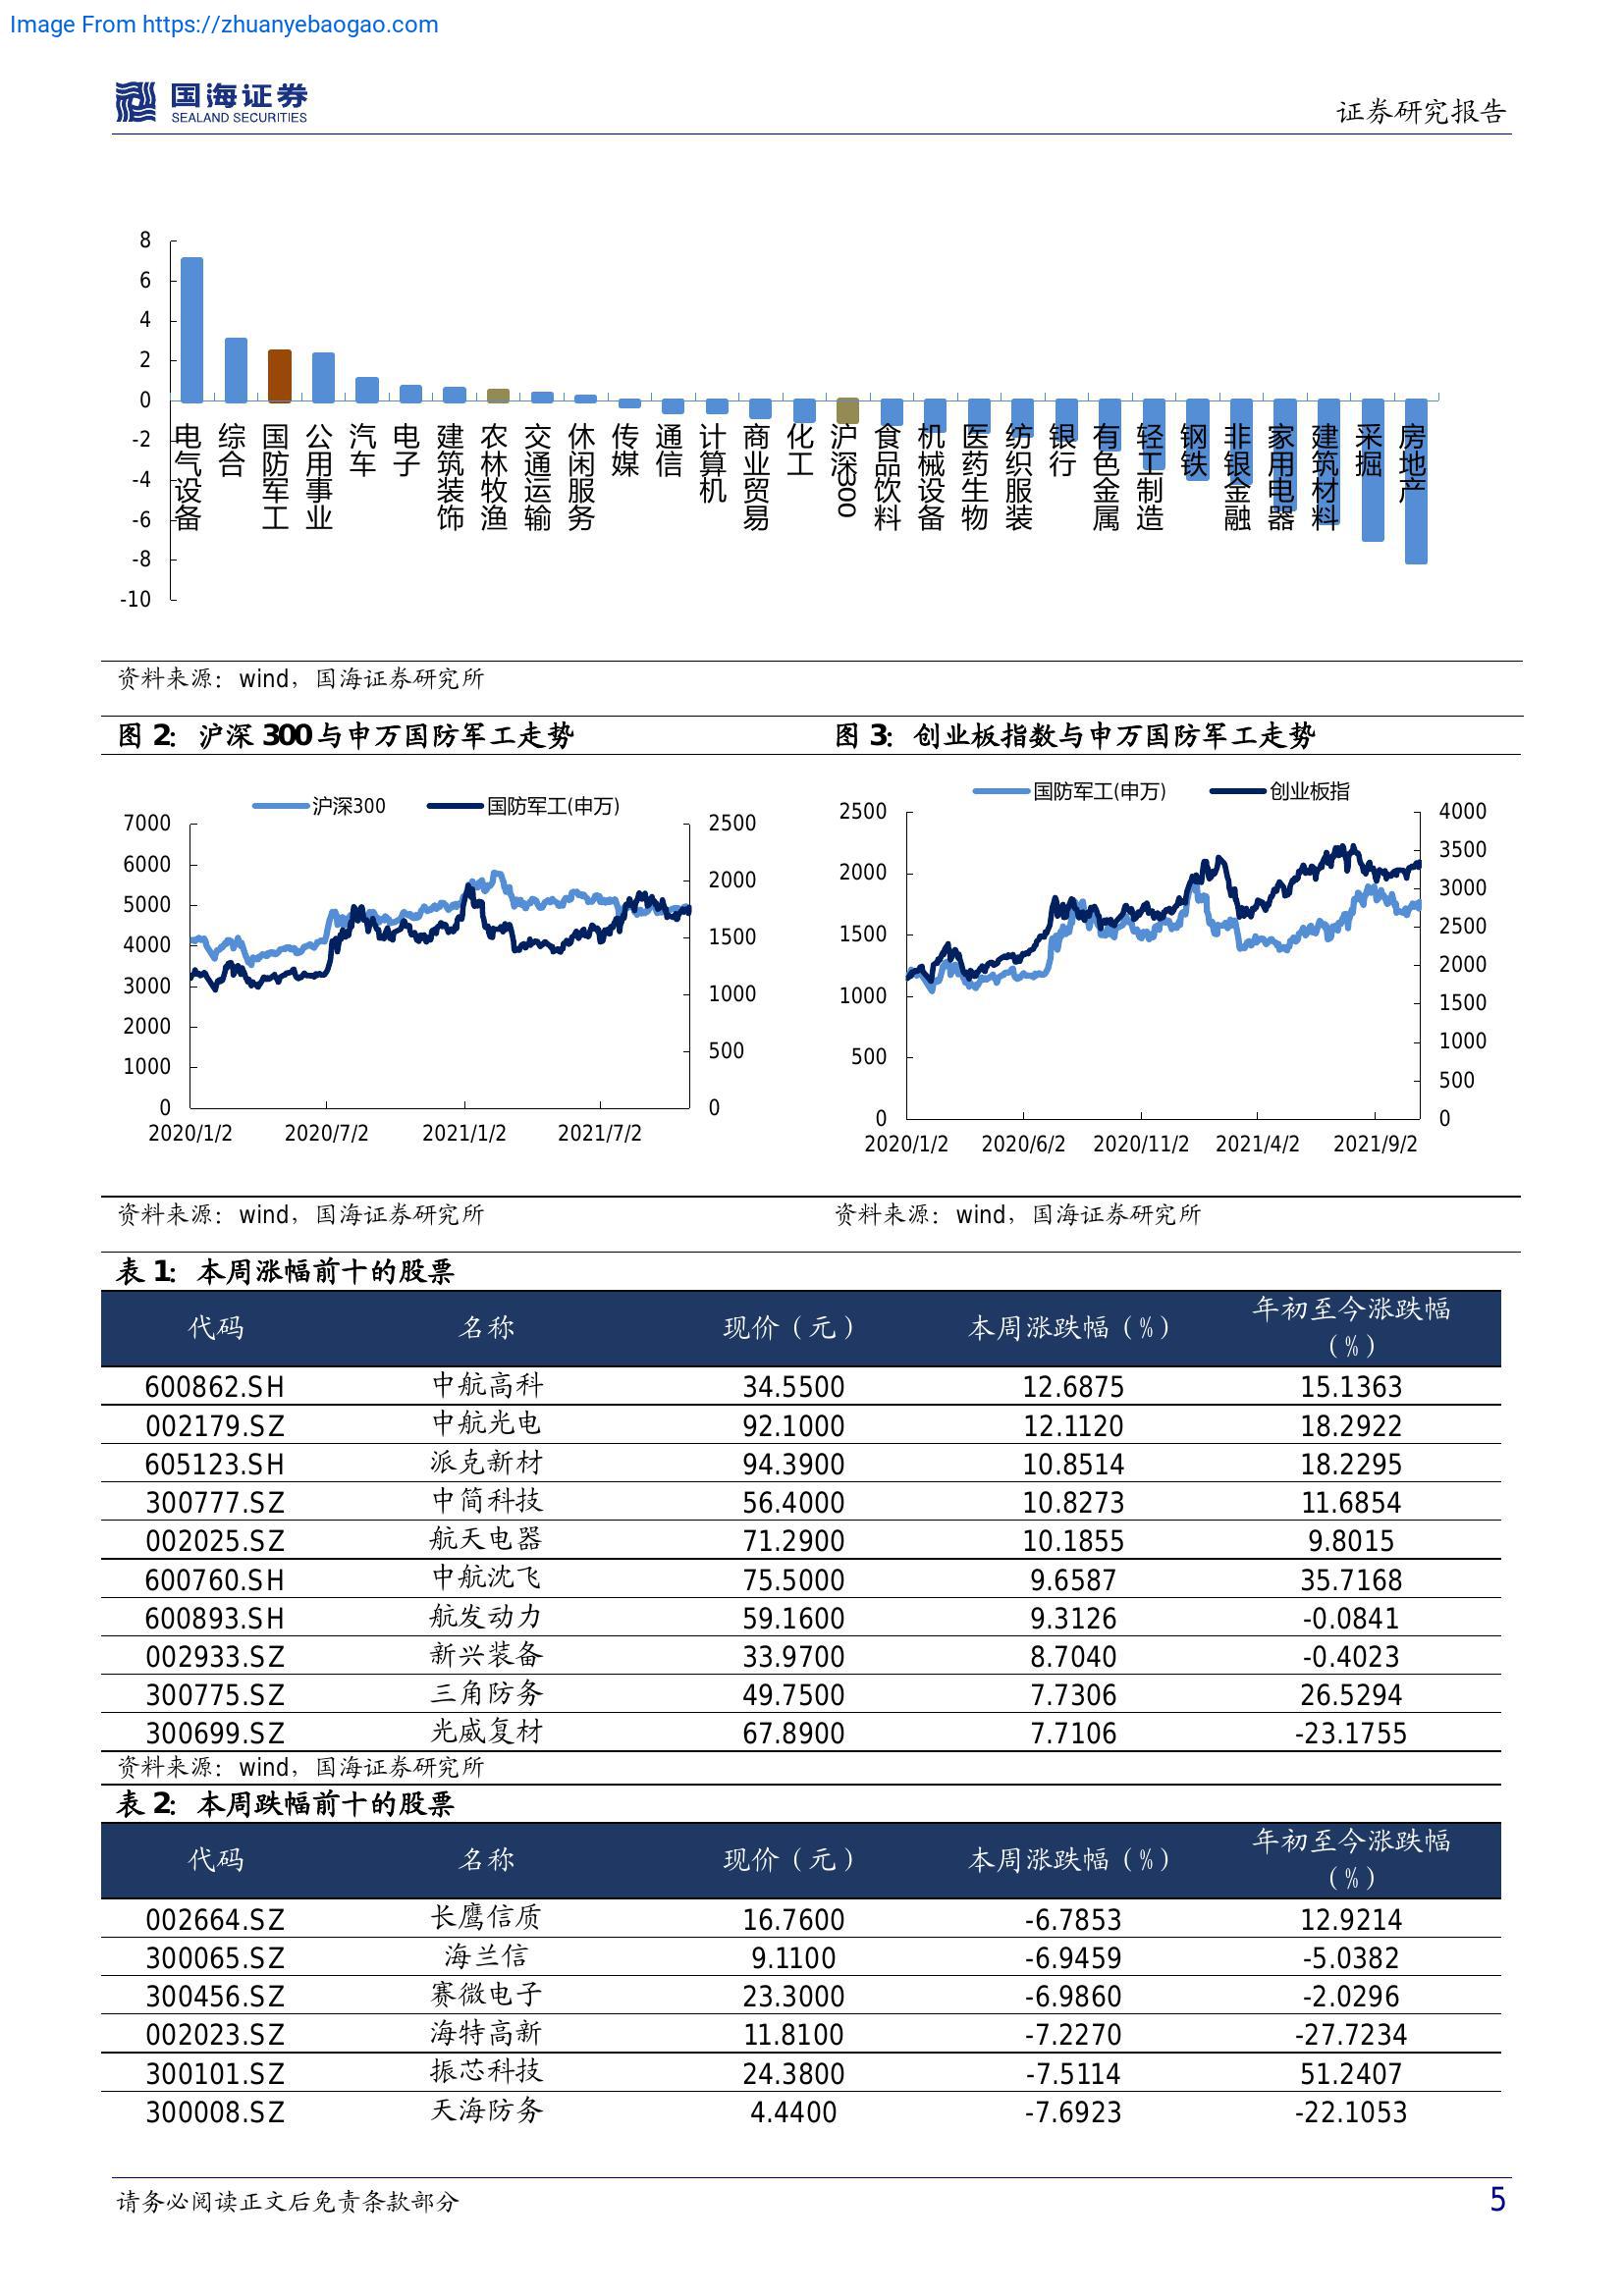 Image From https://zhuanyebaogao.com
国海证券
SEALAND SECURITIES
证券研究报告
8
6
4
2
0
-2
-4
-6
-8
-10
电气设备
综合
国防军工
公用事业
汽车
电子
建筑装饰
农林牧渔
交通运输
休闲服务
传媒
通信
计算机
商业贸易
化工
沪深300
食品饮料
机械设备
医药生物
纺织服装
银行
有色金属
轻工制造
钢铁
非银金融
家用电器
建筑材料
采掘
房地产
资料来源：wind，国海证券研究所
图 2：沪深 300 与申万国防军工走势
沪深300 国防军工(申万)
7000
6000
5000
4000
3000
2000
1000
0
2500
2000
1500
1000
500
0
2020/1/2 2020/7/2 2021/1/2 2021/7/2
资料来源：wind，国海证券研究所
图 3：创业板指数与申万国防军工走势
国防军工(申万) 创业板指
2500
2000
1500
1000
500
0
4000
3500
3000
2500
2000
1500
1000
500
0
2020/1/2 2020/6/2 2020/11/2 2021/4/2 2021/9/2
资料来源：wind，国海证券研究所
表 1：本周涨幅前十的股票
代码 名称 现价（元） 本周涨跌幅（%） 年初至今涨跌幅（%）
600862.SH 中航高科 34.5500 12.6875 15.1363
002179.SZ 中航光电 92.1000 12.1120 18.2922
605123.SH 派克新材 94.3900 10.8514 18.2295
300777.SZ 中简科技 56.4000 10.8273 11.6854
002025.SZ 航天电器 71.2900 10.1855 9.8015
600760.SH 中航沈飞 75.5000 9.6587 35.7168
600893.SH 航发动力 59.1600 9.3126 -0.0841
002933.SZ 新兴装备 33.9700 8.7040 -0.4023
300775.SZ 三角防务 49.7500 7.7306 26.5294
300699.SZ 光威复材 67.8900 7.7106 -23.1755
资料来源：wind，国海证券研究所
表 2：本周跌幅前十的股票
代码 名称 现价（元） 本周涨跌幅（%） 年初至今涨跌幅（%）
002664.SZ 长鹰信质 16.7600 -6.7853 12.9214
300065.SZ 海兰信 9.1100 -6.9459 -5.0382
300456.SZ 赛微电子 23.3000 -6.9860 -2.0296
002023.SZ 海特高新 11.8100 -7.2270 -27.7234
300101.SZ 振芯科技 24.3800 -7.5114 51.2407
300008.SZ 天海防务 4.4400 -7.6923 -22.1053
请务必阅读正文后免责条款部分
5